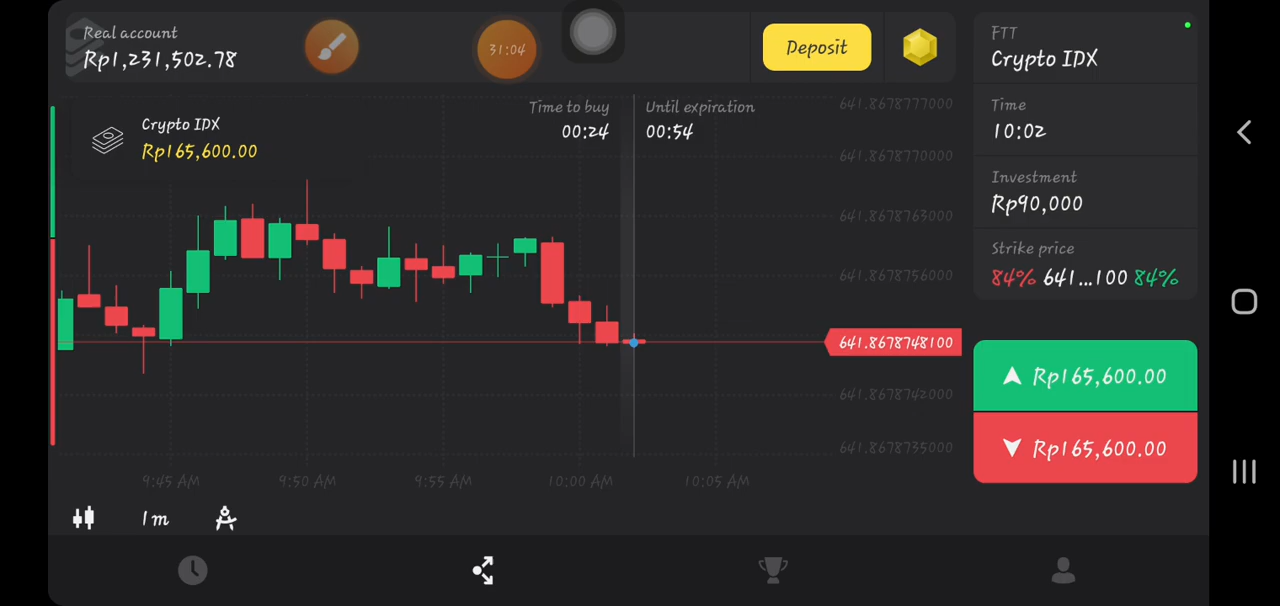 Real account
Rp1,231,502.78
31:04
Deposit
FTT
Crypto IDX
Time
10:02
Investment
Rp90,000
Strike price
84% 641...100 84%
Rp165,600.00
Rp165,600.00
Crypto IDX
Rp165,600.00
Time to buy
00:24
Until expiration
00:54
641.8678777000
641.8678770000
641.8678763000
641.8678756000
641.8678748100
641.8678742000
641.8678735000
9:45 AM
9:50 AM
9:55 AM
10:00 AM
10:05 AM
1m